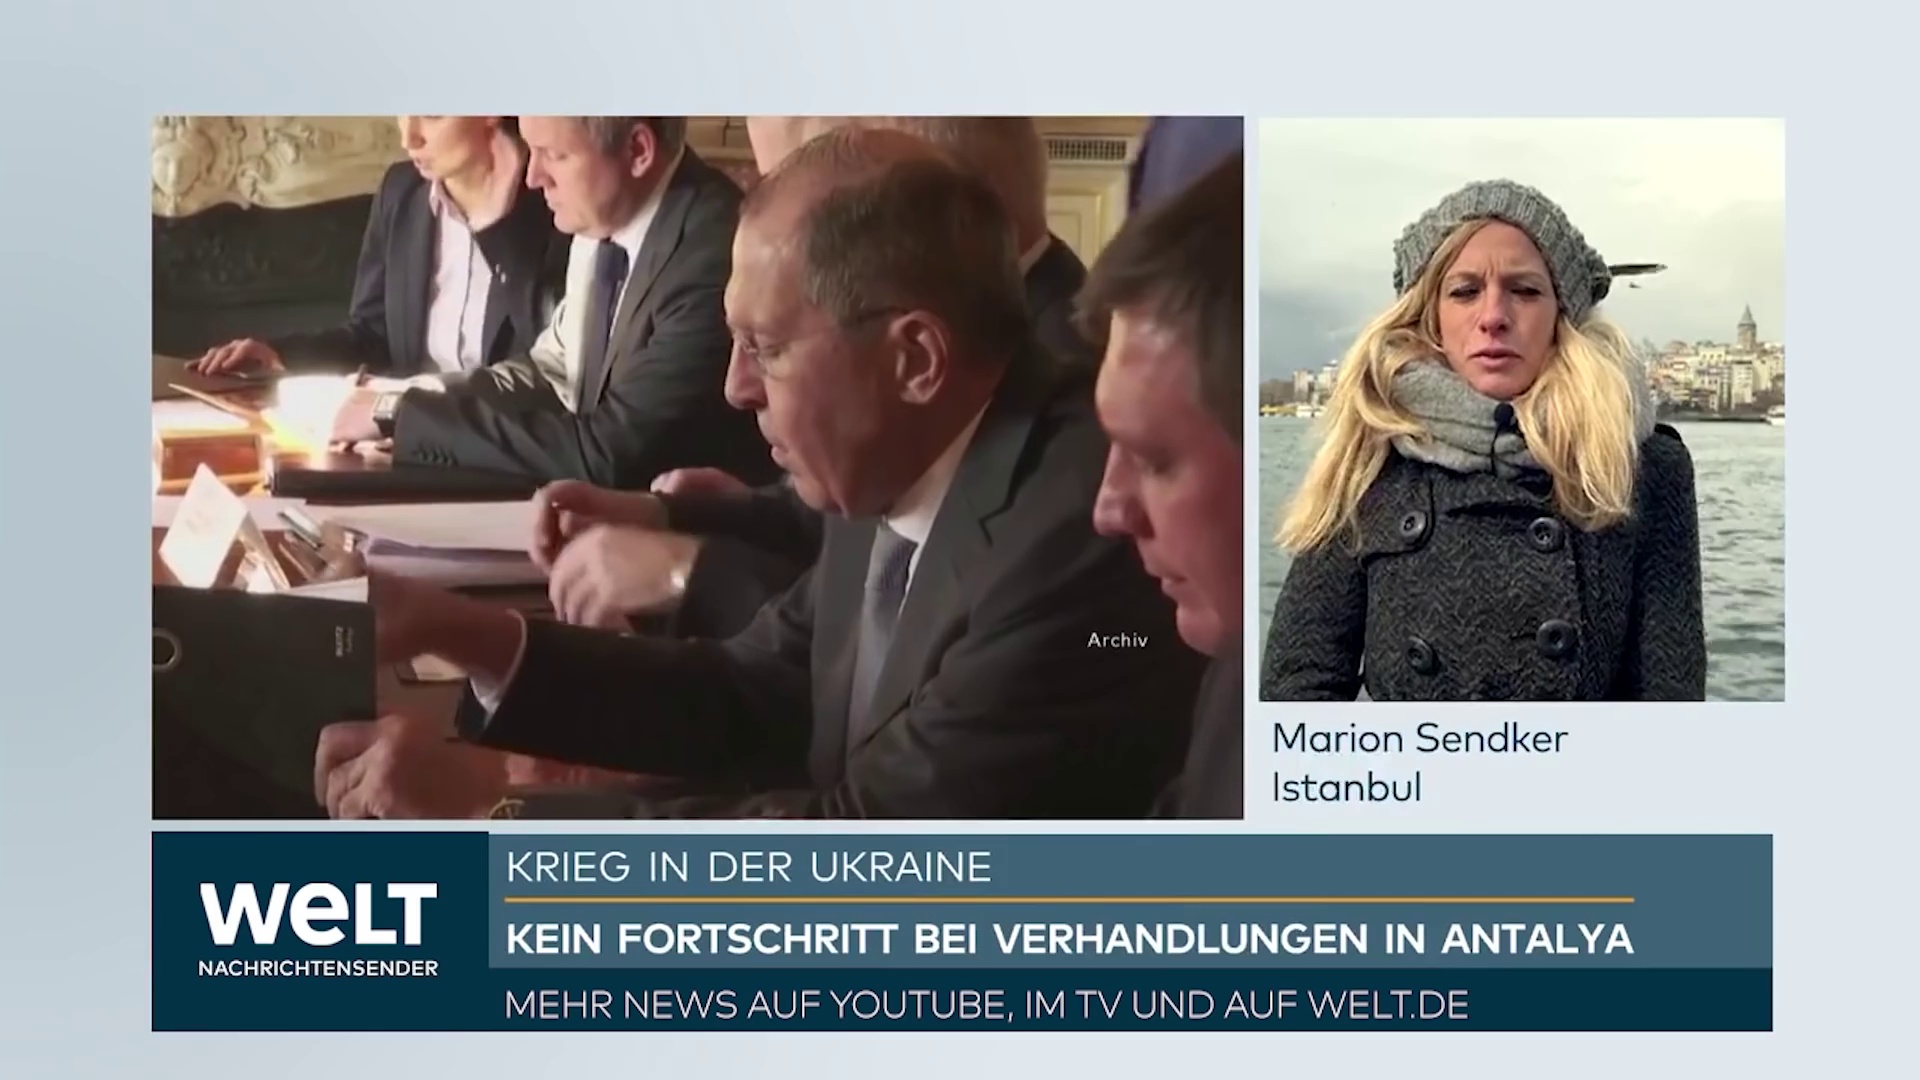 Archiv
Marion Sendker
Istanbul
WELT
NACHRICHTENSENDER
KRIEG IN DER UKRAINE
KEIN FORTSCHRITT BEI VERHANDLUNGEN IN ANTALYA
MEHR NEWS AUF YOUTUBE, IM TV UND AUF WELT.DE